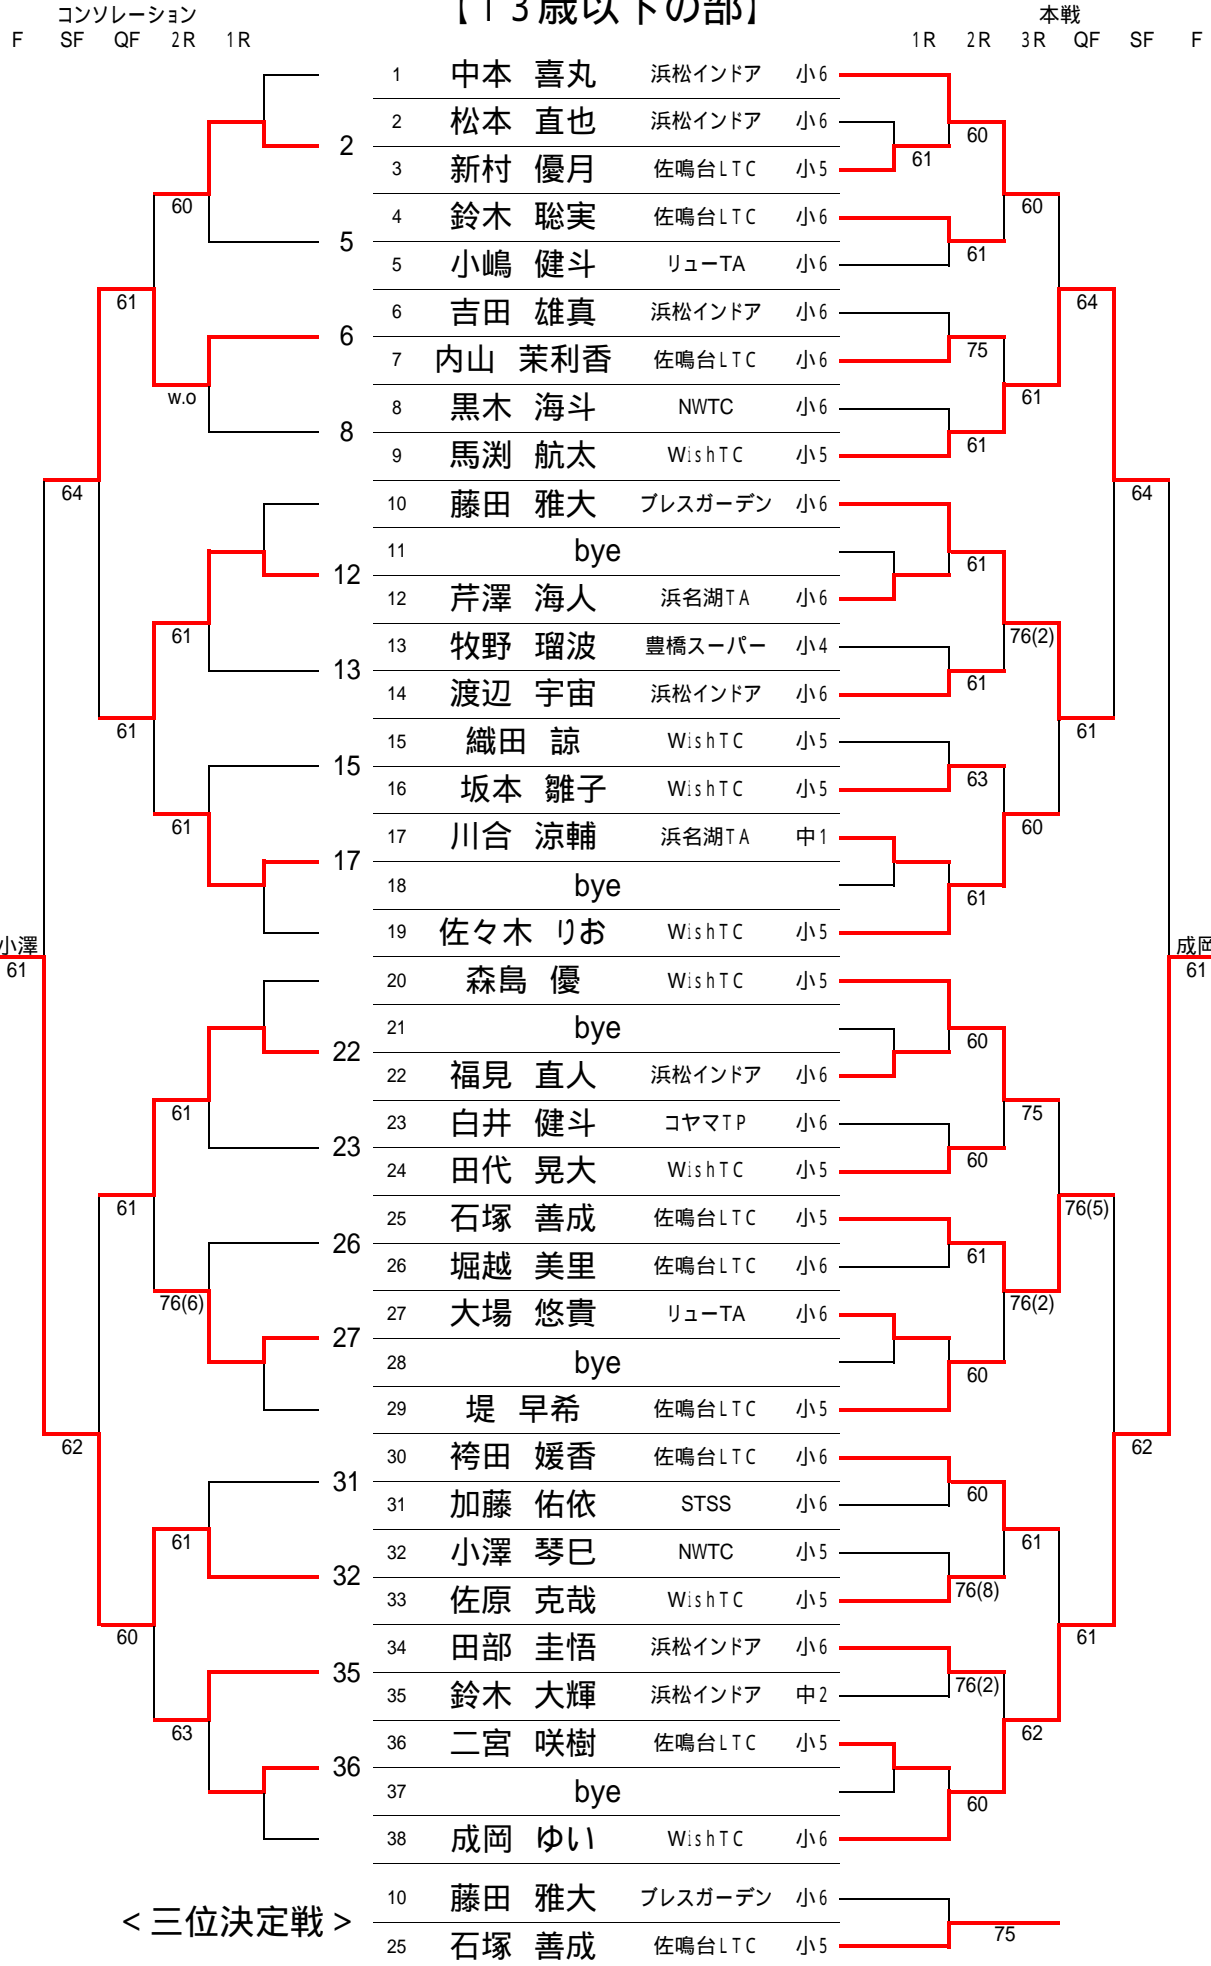 【13歳以下の部】
コンソレーション 本戦
F SF QF 2R 1R 1R 2R 3R QF SF F
1 中本 喜丸 浜松インドア 小6
2 松本 直也 浜松インドア 小6 60
2 61
3 新村 優月 佐鳴台LTC 小5
60 4 鈴木 聡実 佐鳴台LTC 小6 60
5 61
5 小嶋 健斗 リューTA 小6
61 6 吉田 雄真 浜松インドア 小6 64
6 75
7 内山 茉利香 佐鳴台LTC 小6
w.o 8 黒木 海斗 NWTC 小6 61
8 61
9 馬渕 航太 WishTC 小5
64 10 藤田 雅大 ブレスガーデン 小6 64
11 bye 61
12
12 芹澤 海人 浜名湖TA 小6
61 13 牧野 瑠波 豊橋スーパー 小4 76(2)
13 61
14 渡辺 宇宙 浜松インドア 小6
61 15 織田 諒 WishTC 小5 61
15 63
16 坂本 雛子 WishTC 小5
61 17 川合 涼輔 浜名湖TA 中1 60
17
18 bye 61
19 佐々木 りお WishTC 小5
小澤 成岡
61 20 森島 優 WishTC 小5 61
21 bye 60
22
22 福見 直人 浜松インドア 小6
61 23 白井 健斗 コヤマTP 小6 75
23 60
24 田代 晃大 WishTC 小5
61 25 石塚 善成 佐鳴台LTC 小5 76(5)
26 61
26 堀越 美里 佐鳴台LTC 小6
76(6) 27 大場 悠貴 リューTA 小6 76(2)
27
28 bye 60
29 堤 早希 佐鳴台LTC 小5
62 30 袴田 媛香 佐鳴台LTC 小6 62
31 60
31 加藤 佑依 STSS 小6
61 32 小澤 琴巳 NWTC 小5 61
32 76(8)
33 佐原 克哉 WishTC 小5
60 34 田部 圭悟 浜松インドア 小6 61
35 76(2)
35 鈴木 大輝 浜松インドア 中2
63 36 二宮 咲樹 佐鳴台LTC 小5 62
36
37 bye 60
38 成岡 ゆい WishTC 小6
10 藤田 雅大 ブレスガーデン 小6
<三位決定戦> 75
25 石塚 善成 佐鳴台LTC 小5